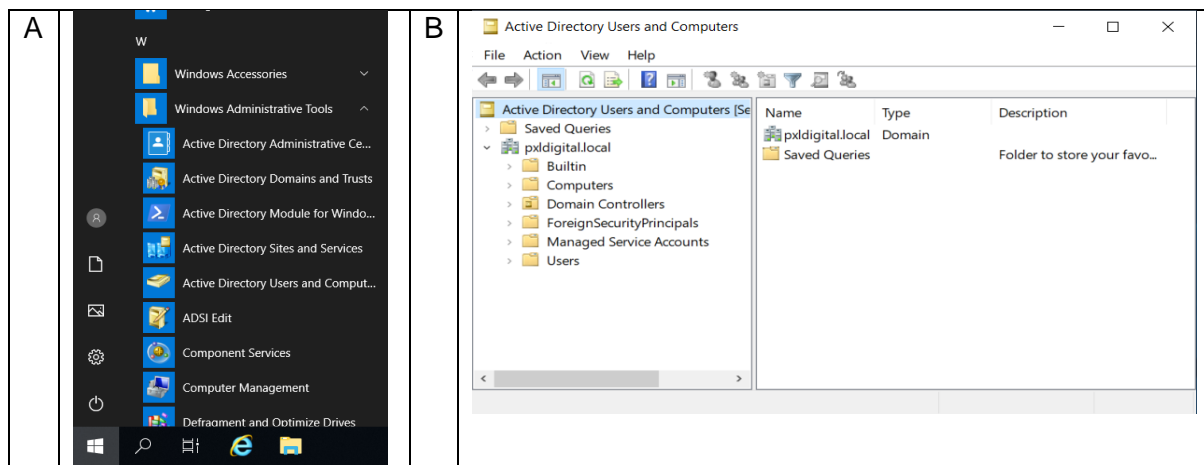 A
W
Windows Accessories
Windows Administrative Tools
Active Directory Administrative Ce...
Active Directory Domains and Trusts
Active Directory Module for Windo...
Active Directory Sites and Services
Active Directory Users and Comput...
ADSI Edit
Component Services
Computer Management
Defragment and Optimize Drives
B
Active Directory Users and Computers
File Action View Help
Active Directory Users and Computers [Se
Saved Queries
pxldigital.local
Builtin
Computers
Domain Controllers
ForeignSecurityPrincipals
Managed Service Accounts
Users
Name Type Description
pxldigital.local Domain
Saved Queries Folder to store your favo...